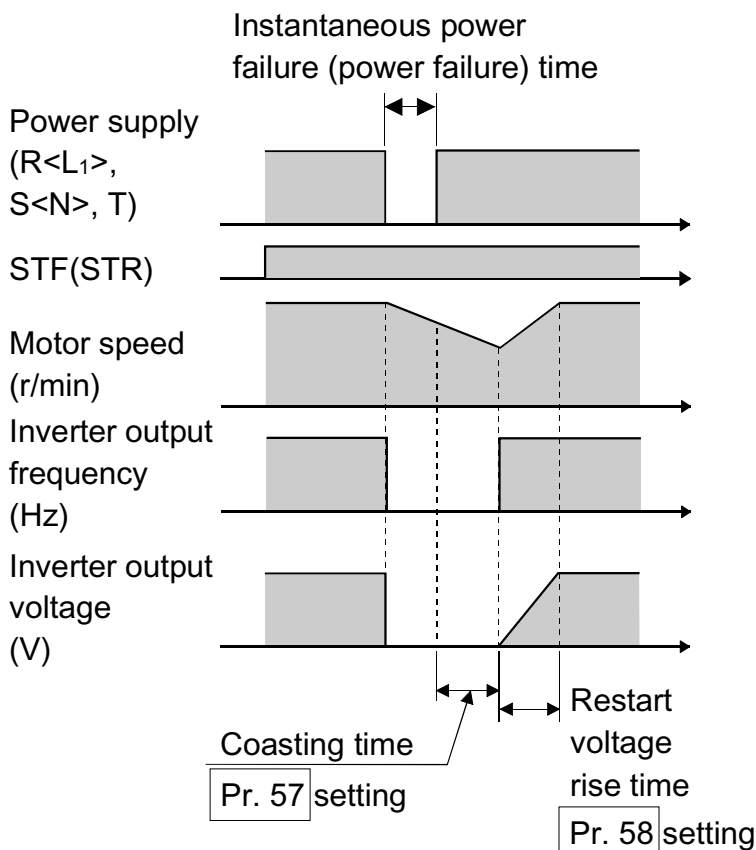 Instantaneous power
failure (power failure) time
Power supply
(R<L₁>,
S<N>, T)
STF(STR)
Motor speed
(r/min)
Inverter output
frequency
(Hz)
Inverter output
voltage
(V)
Coasting time
Pr. 57 setting
Restart
voltage
rise time
Pr. 58 setting